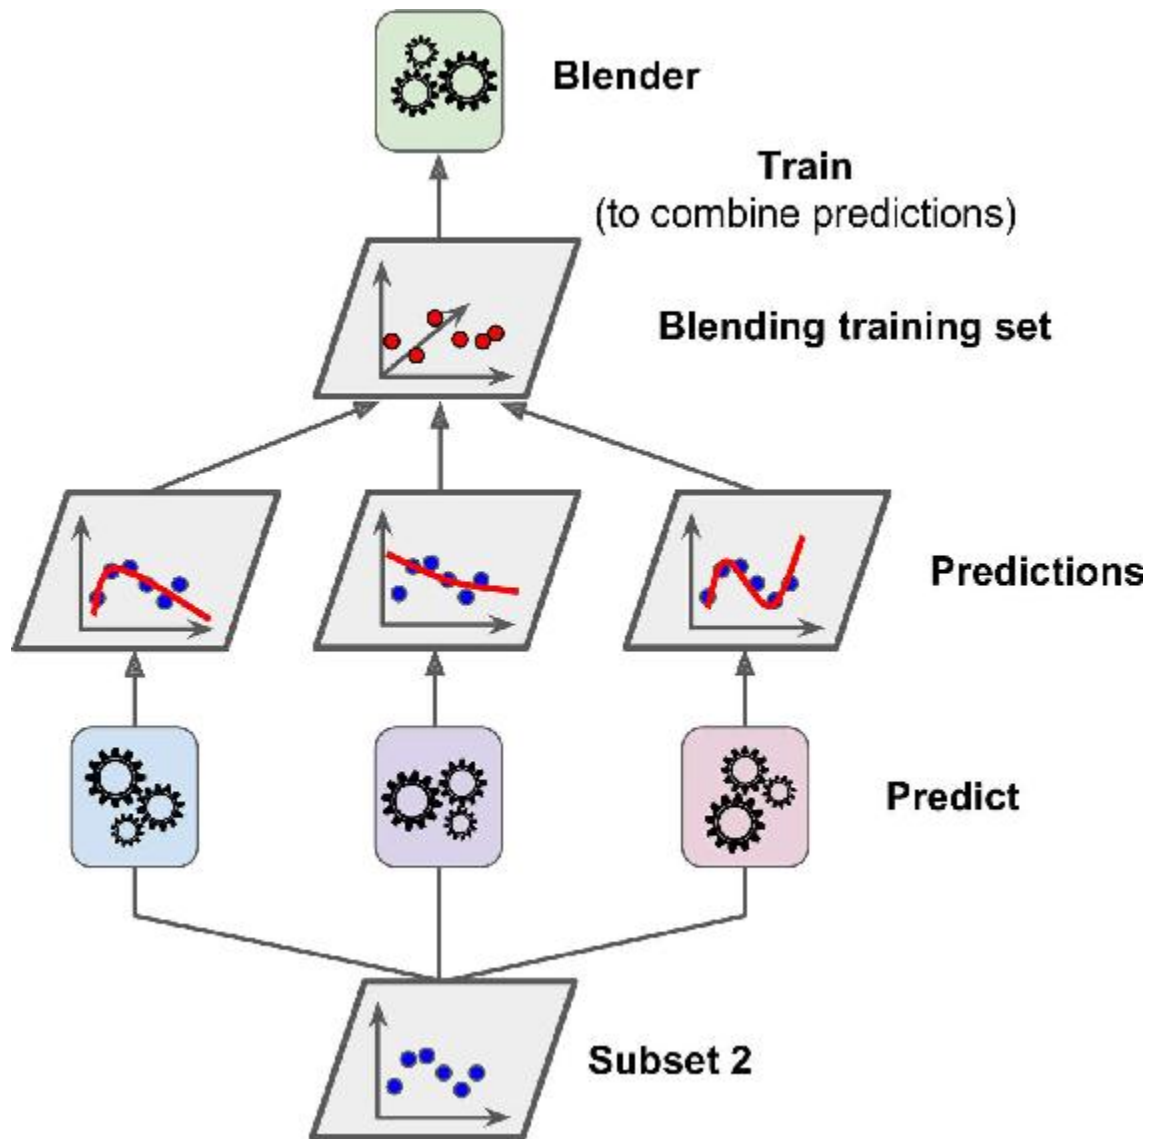 Blender
Train
(to combine predictions)
Blending training set
Predictions
Predict
Subset 2